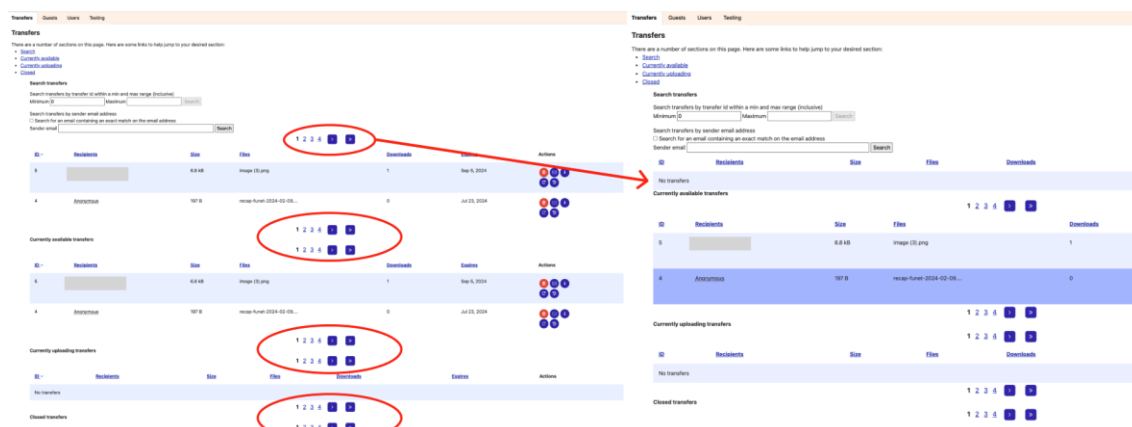 Transfers Guests Users Testing
Transfers
There are a number of sections on this page. Here are some links to help jump to your desired section:
Search
Currently available
Currently uploading
Closed
Search transfers
Search transfers by transfer id within a min and max range (inclusive)
Minimum 0 Maximum Search
Search transfers by sender email address
Search for an email containing an exact match on the email address
Sender email Search
1 2 3 4 › »
ID Recipients Size Files Downloads Expires Actions
5 6.8 kB Image (3).png 1 Sep 5, 2024
4 Anonymous 197 B recap-funet-2024-02-09... 0 Jul 23, 2024
1 2 3 4 › »
Currently available transfers
1 2 3 4 › »
ID Recipients Size Files Downloads Expires Actions
5 6.8 kB Image (3).png 1 Sep 5, 2024
4 Anonymous 197 B recap-funet-2024-02-09... 0 Jul 23, 2024
1 2 3 4 › »
Currently uploading transfers
1 2 3 4 › »
ID Recipients Size Files Downloads Expires Actions
No transfers
1 2 3 4 › »
Closed transfers
1 2 3 4 › »
Transfers Guests Users Testing
Transfers
There are a number of sections on this page. Here are some links to help jump to your desired section:
Search
Currently available
Currently uploading
Closed
Search transfers
Search transfers by transfer id within a min and max range (inclusive)
Minimum 0 Maximum Search
Search transfers by sender email address
Search for an email containing an exact match on the email address
Sender email Search
ID Recipients Size Files Downloads
No transfers
Currently available transfers
1 2 3 4 › »
ID Recipients Size Files Downloads
5 6.8 kB Image (3).png 1
4 Anonymous 197 B recap-funet-2024-02-09... 0
1 2 3 4 › »
Currently uploading transfers
1 2 3 4 › »
ID Recipients Size Files Downloads
No transfers
1 2 3 4 › »
Closed transfers
1 2 3 4 › »